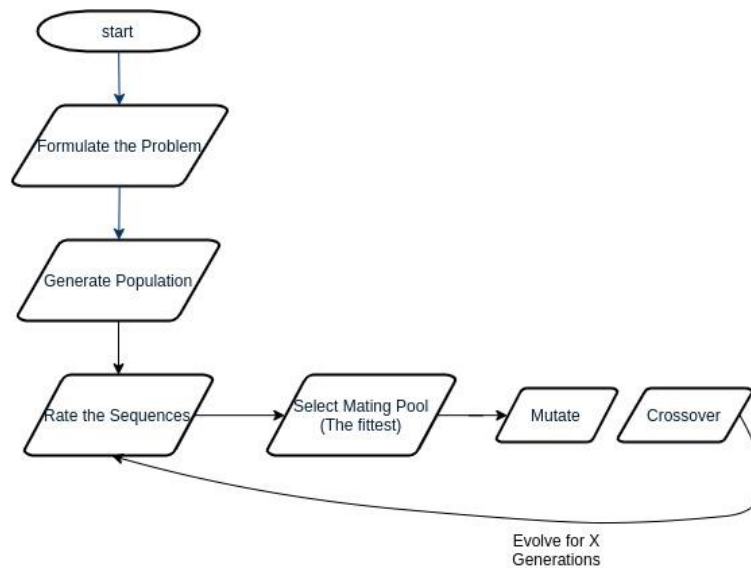 start
Formulate the Problem
Generate Population
Rate the Sequences
Select Mating Pool
(The fittest)
Mutate
Crossover
Evolve for X
Generations